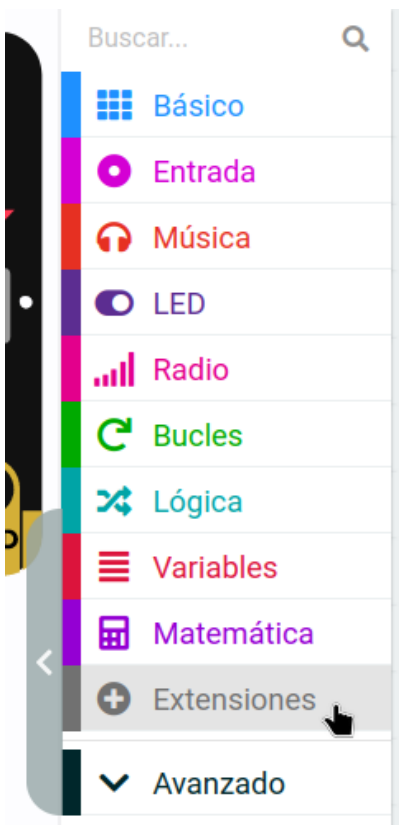 Buscar...
Básico
Entrada
Música
LED
Radio
Bucles
Lógica
Variables
Matemática
Extensiones
Avanzado